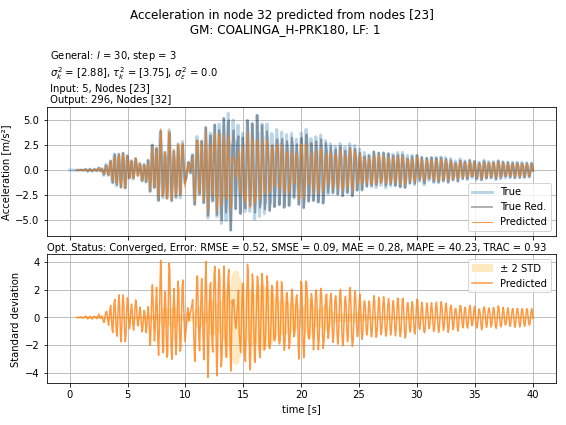 Acceleration in node 32 predicted from nodes [23]
GM: COALINGA_H-PRK180, LF: 1
General: l = 30, step = 3
σ²ₖ = [2.88], τ²ₖ = [3.75], σ²ε = 0.0
Input: 5, Nodes [23]
Output: 296, Nodes [32]
Acceleration [m/s²]
5.0
2.5
0.0
−2.5
−5.0
True
True Red.
Predicted
Opt. Status: Converged, Error: RMSE = 0.52, SMSE = 0.09, MAE = 0.28, MAPE = 40.23, TRAC = 0.93
Standard deviation
4
2
0
−2
−4
± 2 STD
Predicted
0 5 10 15 20 25 30 35 40
time [s]